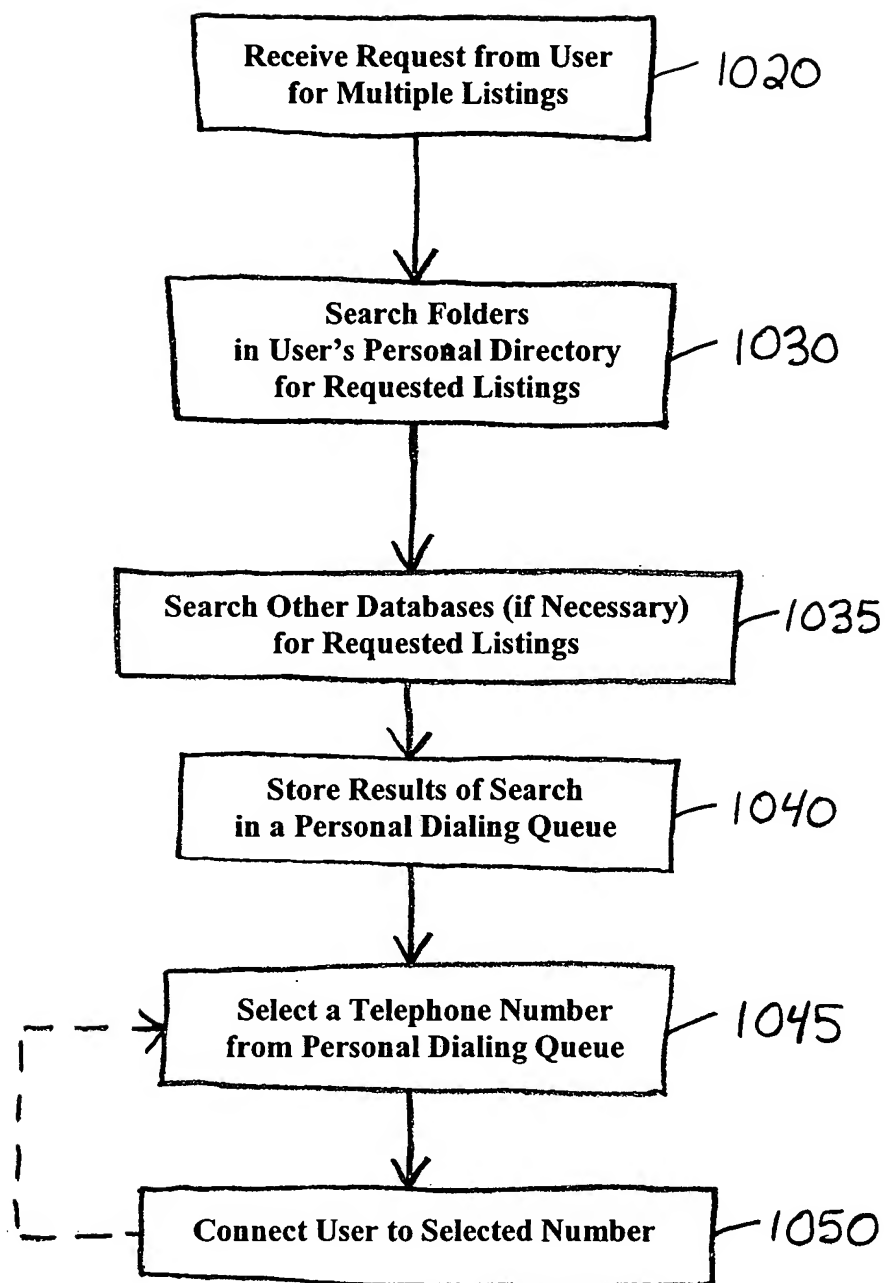 Receive Request from User
for Multiple Listings
1020
Search Folders
in User's Personal Directory
for Requested Listings
1030
Search Other Databases (if Necessary)
for Requested Listings
1035
Store Results of Search
in a Personal Dialing Queue
1040
Select a Telephone Number
from Personal Dialing Queue
1045
Connect User to Selected Number
1050